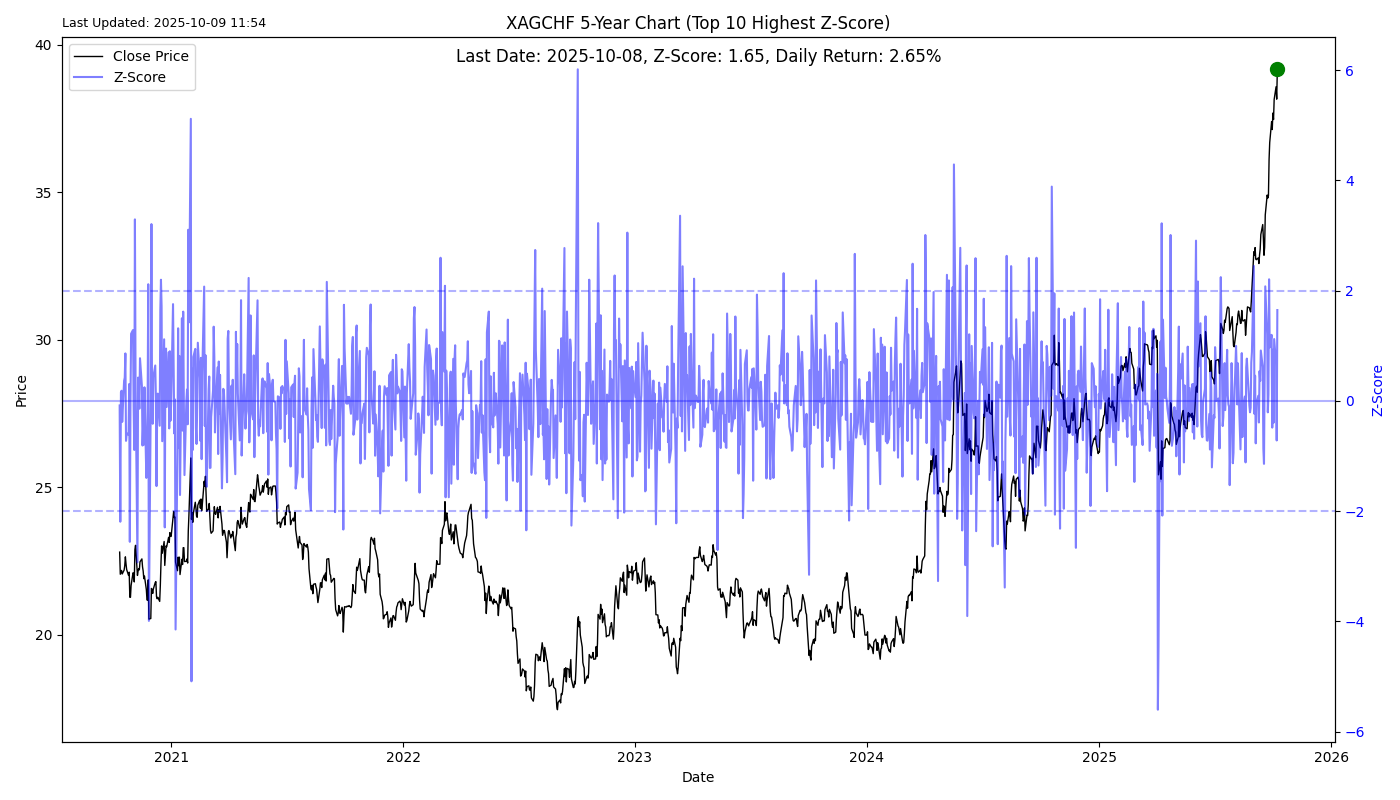 Last Updated: 2025-10-09 11:54
XAGCHF 5-Year Chart (Top 10 Highest Z-Score)
Last Date: 2025-10-08, Z-Score: 1.65, Daily Return: 2.65%
Close Price
Z-Score
Price
40
35
30
25
20
6
4
2
0
−2
−4
−6
Z-Score
2021
2022
2023
2024
2025
2026
Date